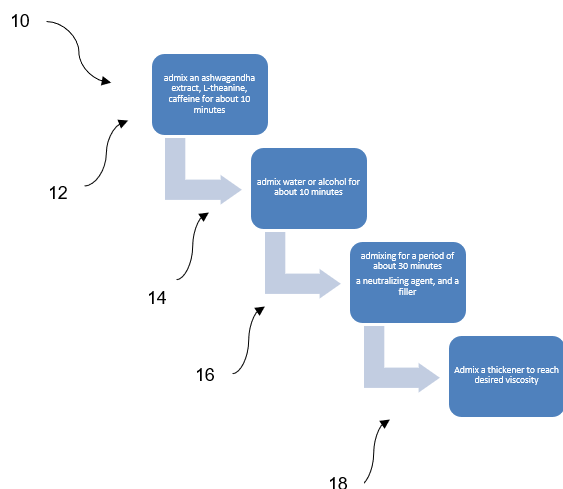 10
admix an ashwagandha
extract, L-theanine,
caffeine for about 10
minutes
12
admix water or alcohol for
about 10 minutes
14
admixing for a period of
about 30 minutes
a neutralizing agent, and a
filler
16
Admix a thickener to reach
desired viscosity
18